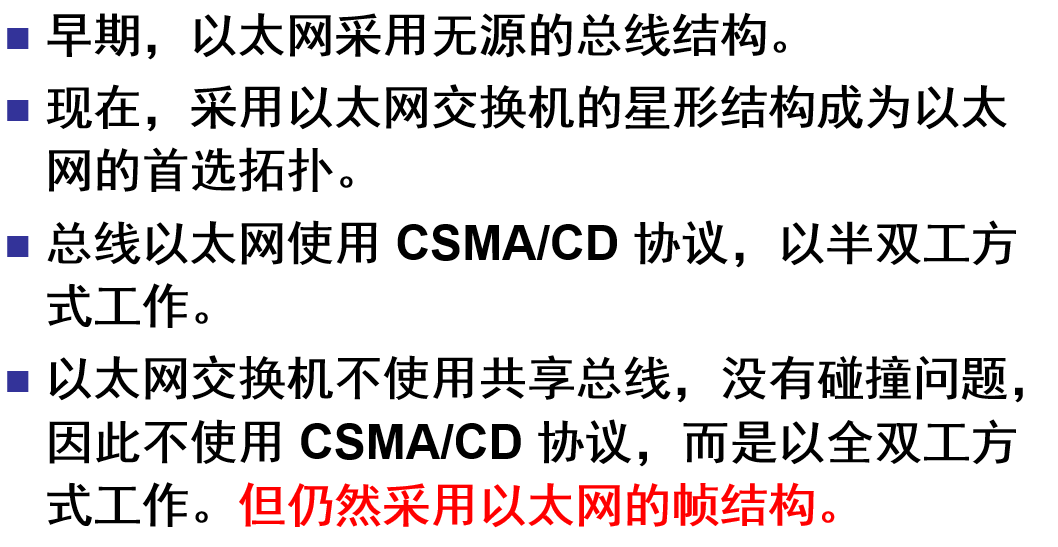 ■ 早期，以太网采用无源的总线结构。
■ 现在，采用以太网交换机的星形结构成为以太
网的首选拓扑。
■ 总线以太网使用 CSMA/CD 协议，以半双工方
式工作。
■ 以太网交换机不使用共享总线，没有碰撞问题，
因此不使用 CSMA/CD 协议，而是以全双工方
式工作。但仍然采用以太网的帧结构。